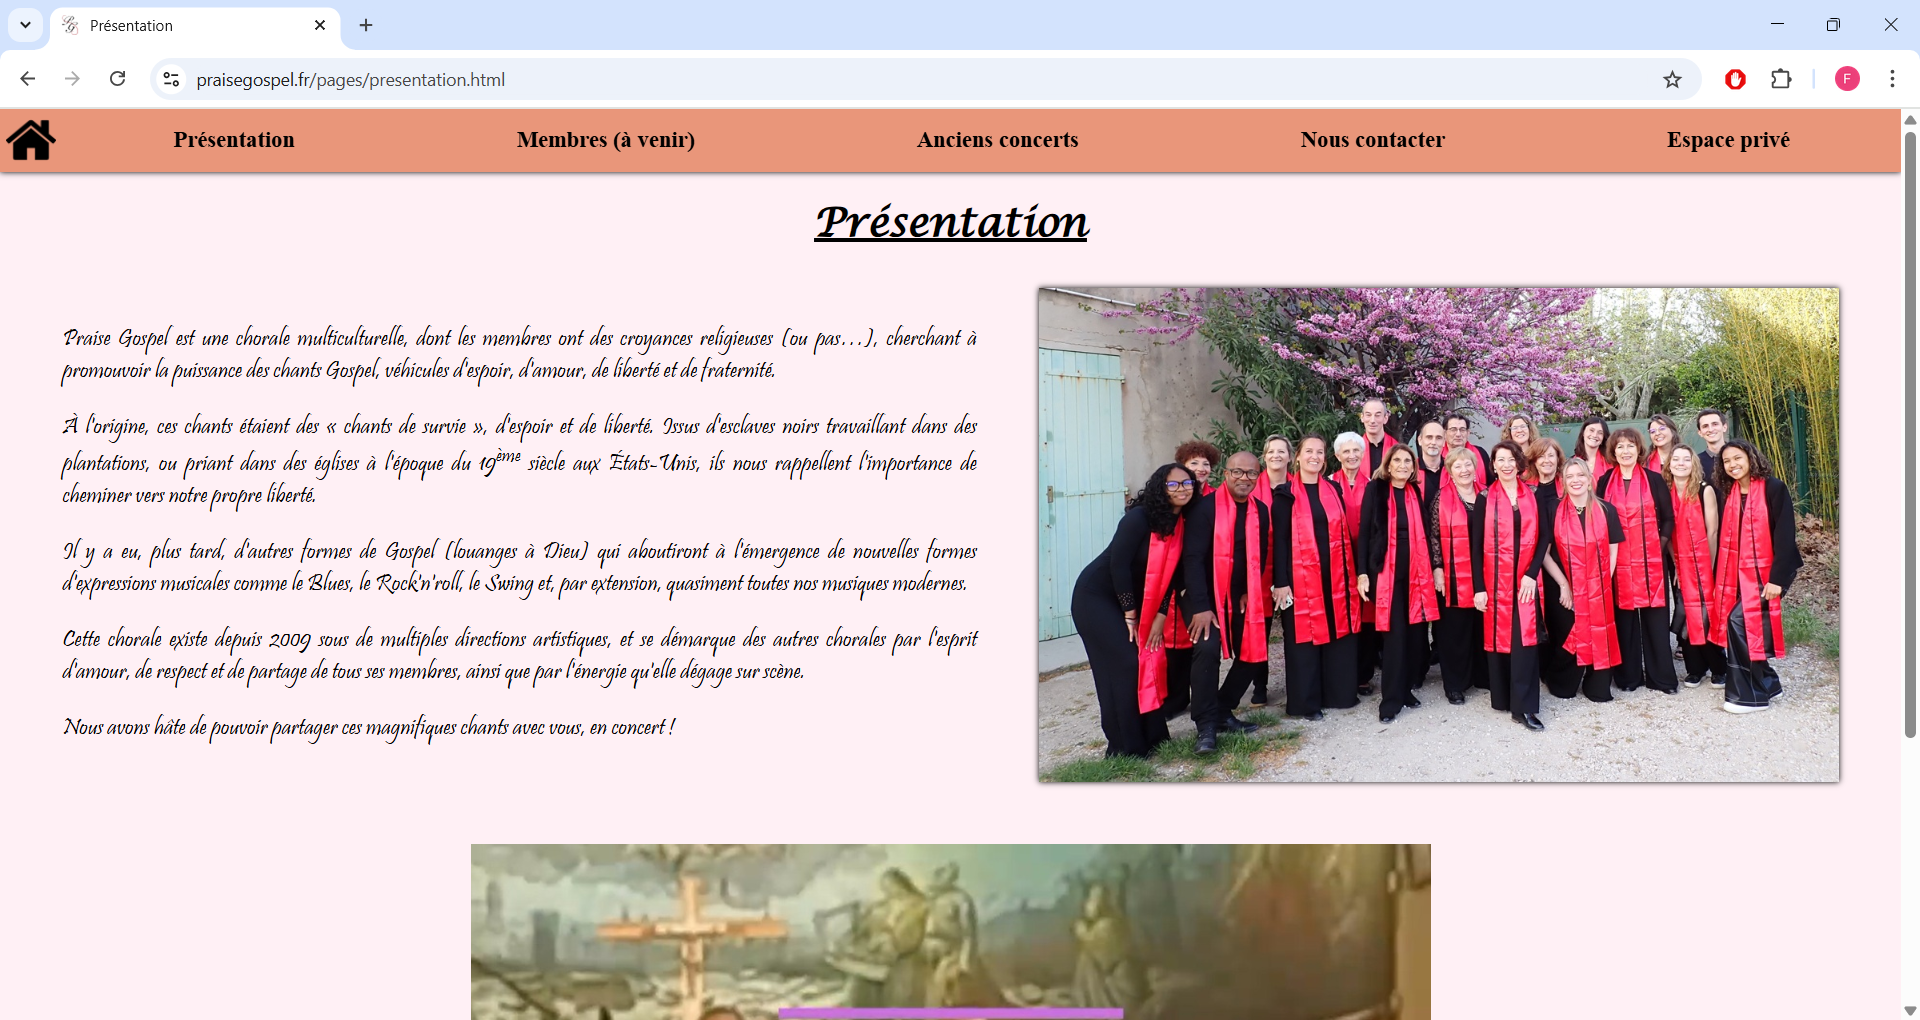 Présentation
praisegospel.fr/pages/presentation.html
F
Présentation
Membres (à venir)
Anciens concerts
Nous contacter
Espace privé
Présentation
Praise Gospel est une chorale multiculturelle, dont les membres ont des croyances religieuses (ou pas…), cherchant à
promouvoir la puissance des chants Gospel, véhicules d'espoir, d'amour, de liberté et de fraternité.
À l'origine, ces chants étaient des « chants de survie », d'espoir et de liberté. Issus d'esclaves noirs travaillant dans des
plantations, ou priant dans des églises à l'époque du 19ème siècle aux États-Unis, ils nous rappellent l'importance de
cheminer vers notre propre liberté.
Il y a eu, plus tard, d'autres formes de Gospel (louanges à Dieu) qui aboutiront à l'émergence de nouvelles formes
d'expressions musicales comme le Blues, le Rock'n'roll, le Swing et, par extension, quasiment toutes nos musiques modernes.
Cette chorale existe depuis 2009 sous de multiples directions artistiques, et se démarque des autres chorales par l'esprit
d'amour, de respect et de partage de tous ses membres, ainsi que par l'énergie qu'elle dégage sur scène.
Nous avons hâte de pouvoir partager ces magnifiques chants avec vous, en concert !